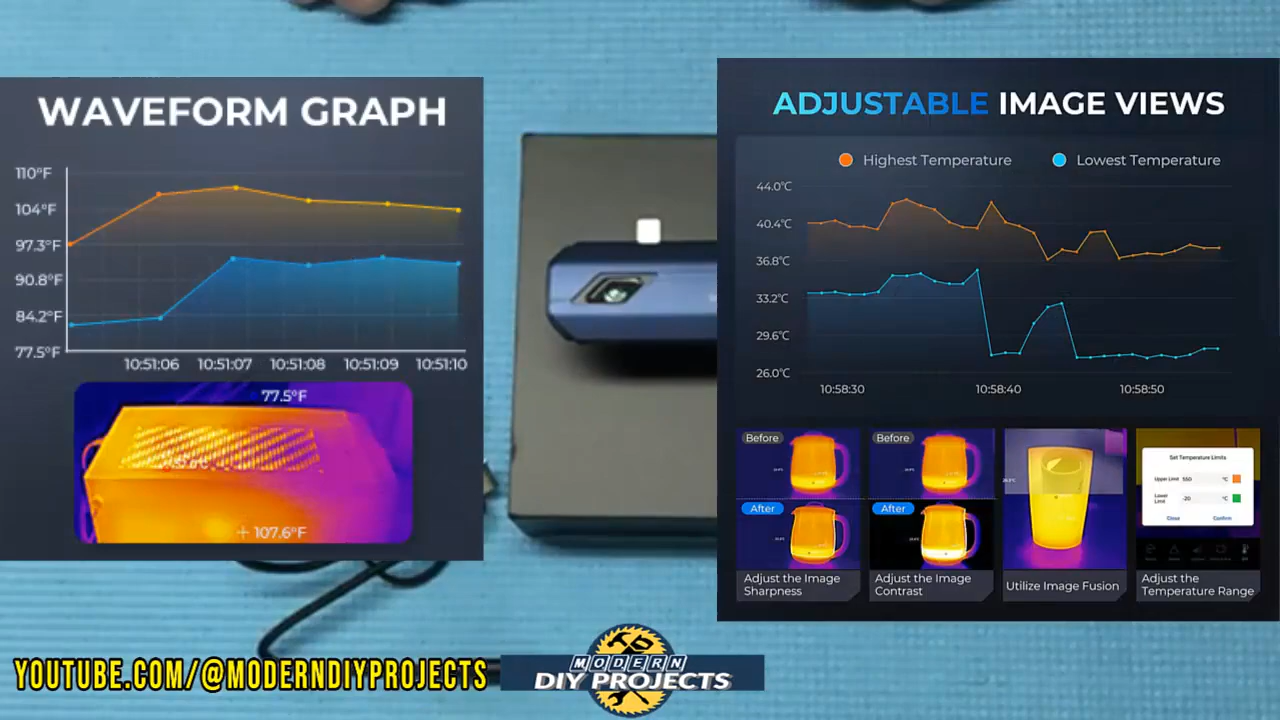 WAVEFORM GRAPH
110°F
104°F
97.3°F
90.8°F
84.2°F
77.5°F
10:51:06 10:51:07 10:51:08 10:51:09 10:51:10
77.5°F
107.6°F
ADJUSTABLE IMAGE VIEWS
Highest Temperature Lowest Temperature
44.0°C
40.4°C
36.8°C
33.2°C
29.6°C
26.0°C
10:58:30 10:58:40 10:58:50
Before
After
Adjust the Image
Sharpness
Before
After
Adjust the Image
Contrast
Utilize Image Fusion
Set Temperature Limits
Upper Limit 550 °C
Lower
Limit -20 °C
Close Confirm
Adjust the
Temperature Range
YOUTUBE.COM/@MODERNDIYPROJECTS
MODERN
DIY PROJECTS